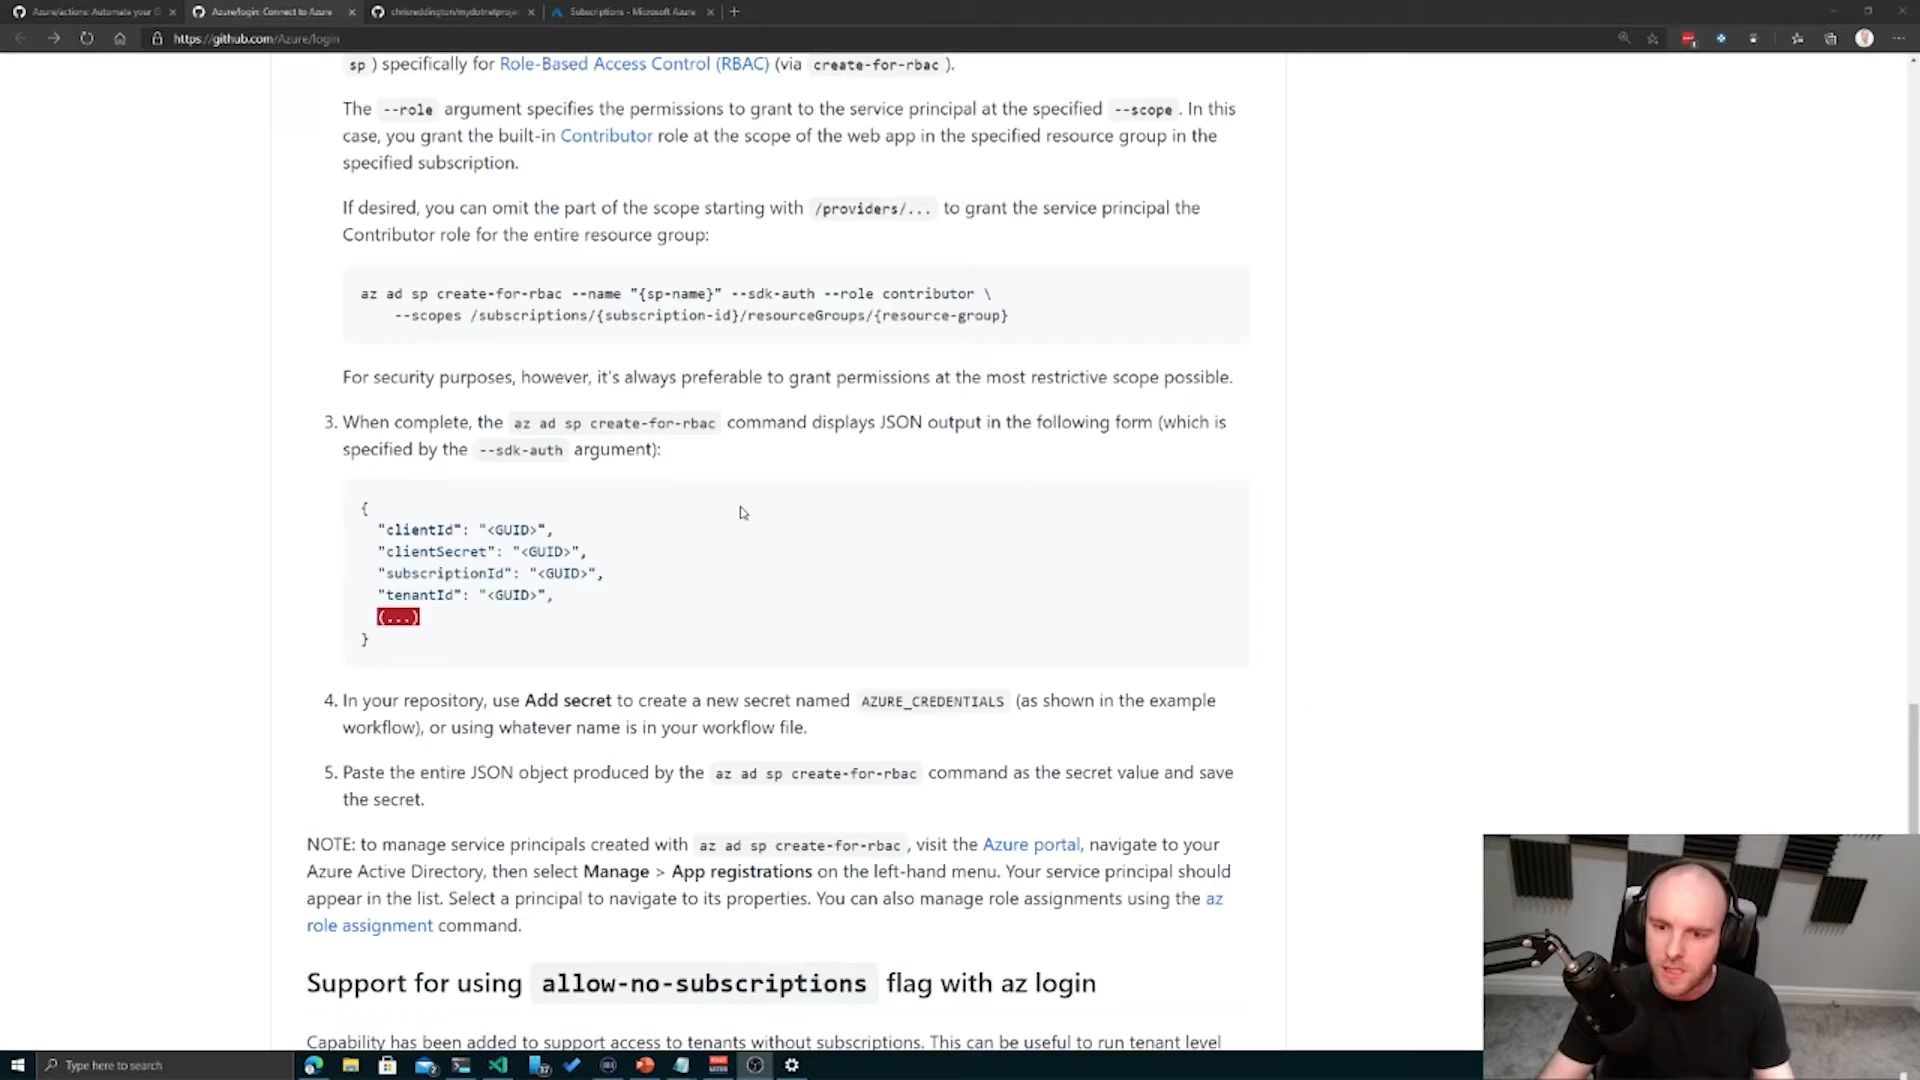 Azure/actions: Automate your G
Azure/login: Connect to Azure
chrisreddington/mydotnetproje
Subscriptions - Microsoft Azure
https://github.com/Azure/login
sp ) specifically for Role-Based Access Control (RBAC) (via create-for-rbac ).
The --role argument specifies the permissions to grant to the service principal at the specified --scope . In this
case, you grant the built-in Contributor role at the scope of the web app in the specified resource group in the
specified subscription.
If desired, you can omit the part of the scope starting with /providers/... to grant the service principal the
Contributor role for the entire resource group:
az ad sp create-for-rbac --name "{sp-name}" --sdk-auth --role contributor \
--scopes /subscriptions/{subscription-id}/resourceGroups/{resource-group}
For security purposes, however, it's always preferable to grant permissions at the most restrictive scope possible.
3. When complete, the az ad sp create-for-rbac command displays JSON output in the following form (which is
specified by the --sdk-auth argument):
{
"clientId": "<GUID>",
"clientSecret": "<GUID>",
"subscriptionId": "<GUID>",
"tenantId": "<GUID>",
(...)
}
4. In your repository, use Add secret to create a new secret named AZURE_CREDENTIALS (as shown in the example
workflow), or using whatever name is in your workflow file.
5. Paste the entire JSON object produced by the az ad sp create-for-rbac command as the secret value and save
the secret.
NOTE: to manage service principals created with az ad sp create-for-rbac , visit the Azure portal, navigate to your
Azure Active Directory, then select Manage > App registrations on the left-hand menu. Your service principal should
appear in the list. Select a principal to navigate to its properties. You can also manage role assignments using the az
role assignment command.
Support for using allow-no-subscriptions flag with az login
Capability has been added to support access to tenants without subscriptions. This can be useful to run tenant level
Type here to search